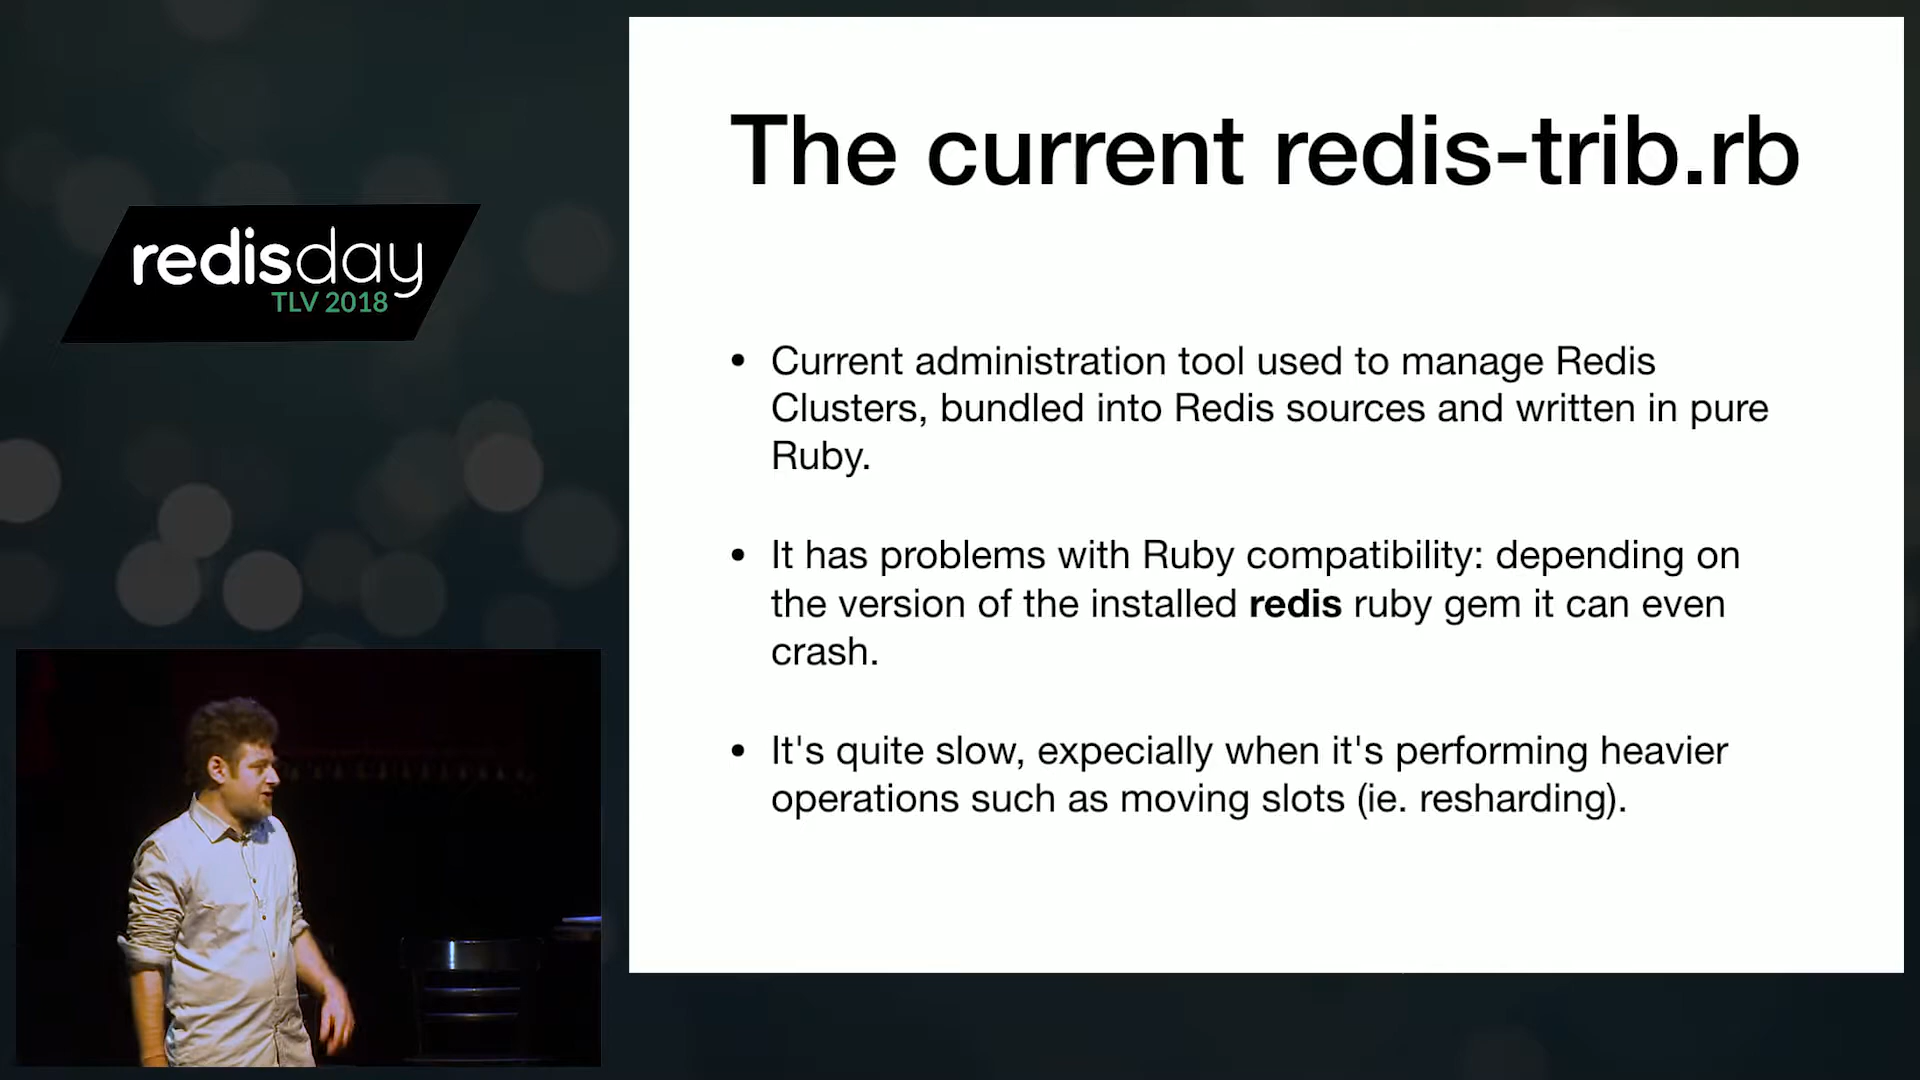 redisday
TLV 2018
The current redis-trib.rb
• Current administration tool used to manage Redis
Clusters, bundled into Redis sources and written in pure
Ruby.
• It has problems with Ruby compatibility: depending on
the version of the installed redis ruby gem it can even
crash.
• It's quite slow, expecially when it's performing heavier
operations such as moving slots (ie. resharding).